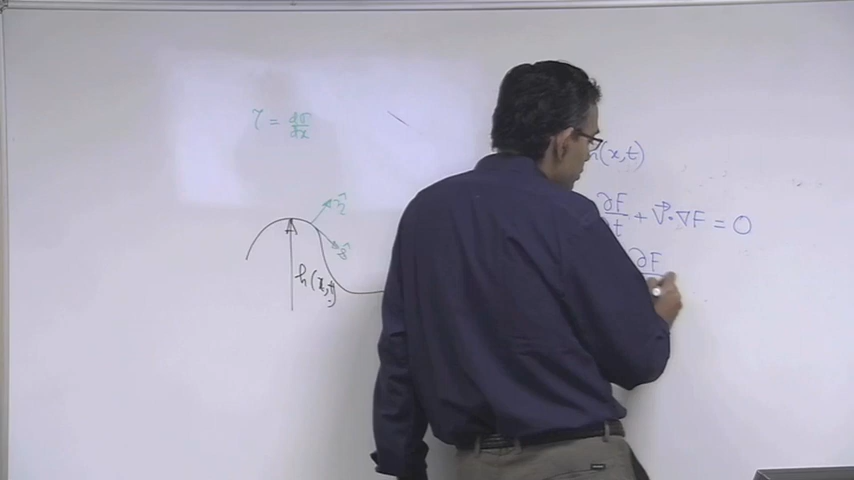 τ = dσ/dx
n̂
ŝ
h(x,t)
h(x,t)
∂F/∂t + V⃗·∇F = 0
∂F